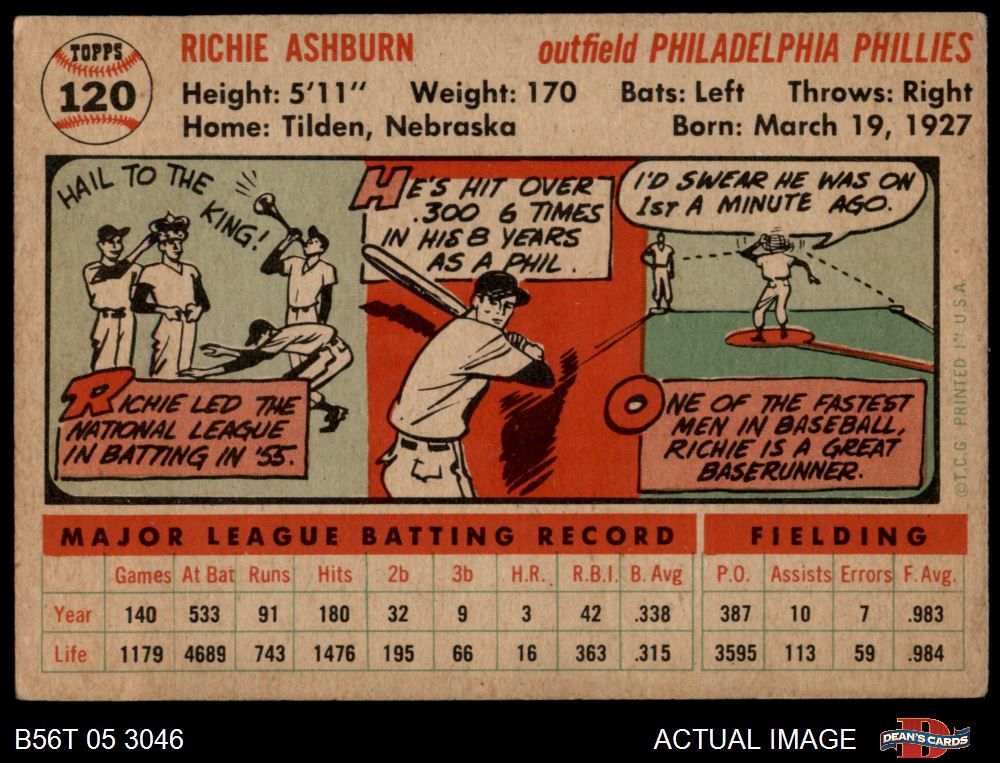 TOPPS
120
RICHIE ASHBURN outfield PHILADELPHIA PHILLIES
Height: 5'11" Weight: 170 Bats: Left Throws: Right
Home: Tilden, Nebraska Born: March 19, 1927
HAIL TO THE
KING!
RICHIE LED THE
NATIONAL LEAGUE
IN BATTING IN '55.
HE'S HIT OVER
.300 6 TIMES
IN HIS 8 YEARS
AS A PHIL.
I'D SWEAR HE WAS ON
1ST A MINUTE AGO.
ONE OF THE FASTEST
MEN IN BASEBALL,
RICHIE IS A GREAT
BASERUNNER.
©T.C.G. PRINTED IN U.S.A.
MAJOR LEAGUE BATTING RECORD FIELDING
Games At Bat Runs Hits 2b 3b H.R. R.B.I. B. Avg P.O. Assists Errors F. Avg.
Year 140 533 91 180 32 9 3 42 .338 387 10 7 .983
Life 1179 4689 743 1476 195 66 16 363 .315 3595 113 59 .984
B56T 05 3046 ACTUAL IMAGE DEAN'S CARDS